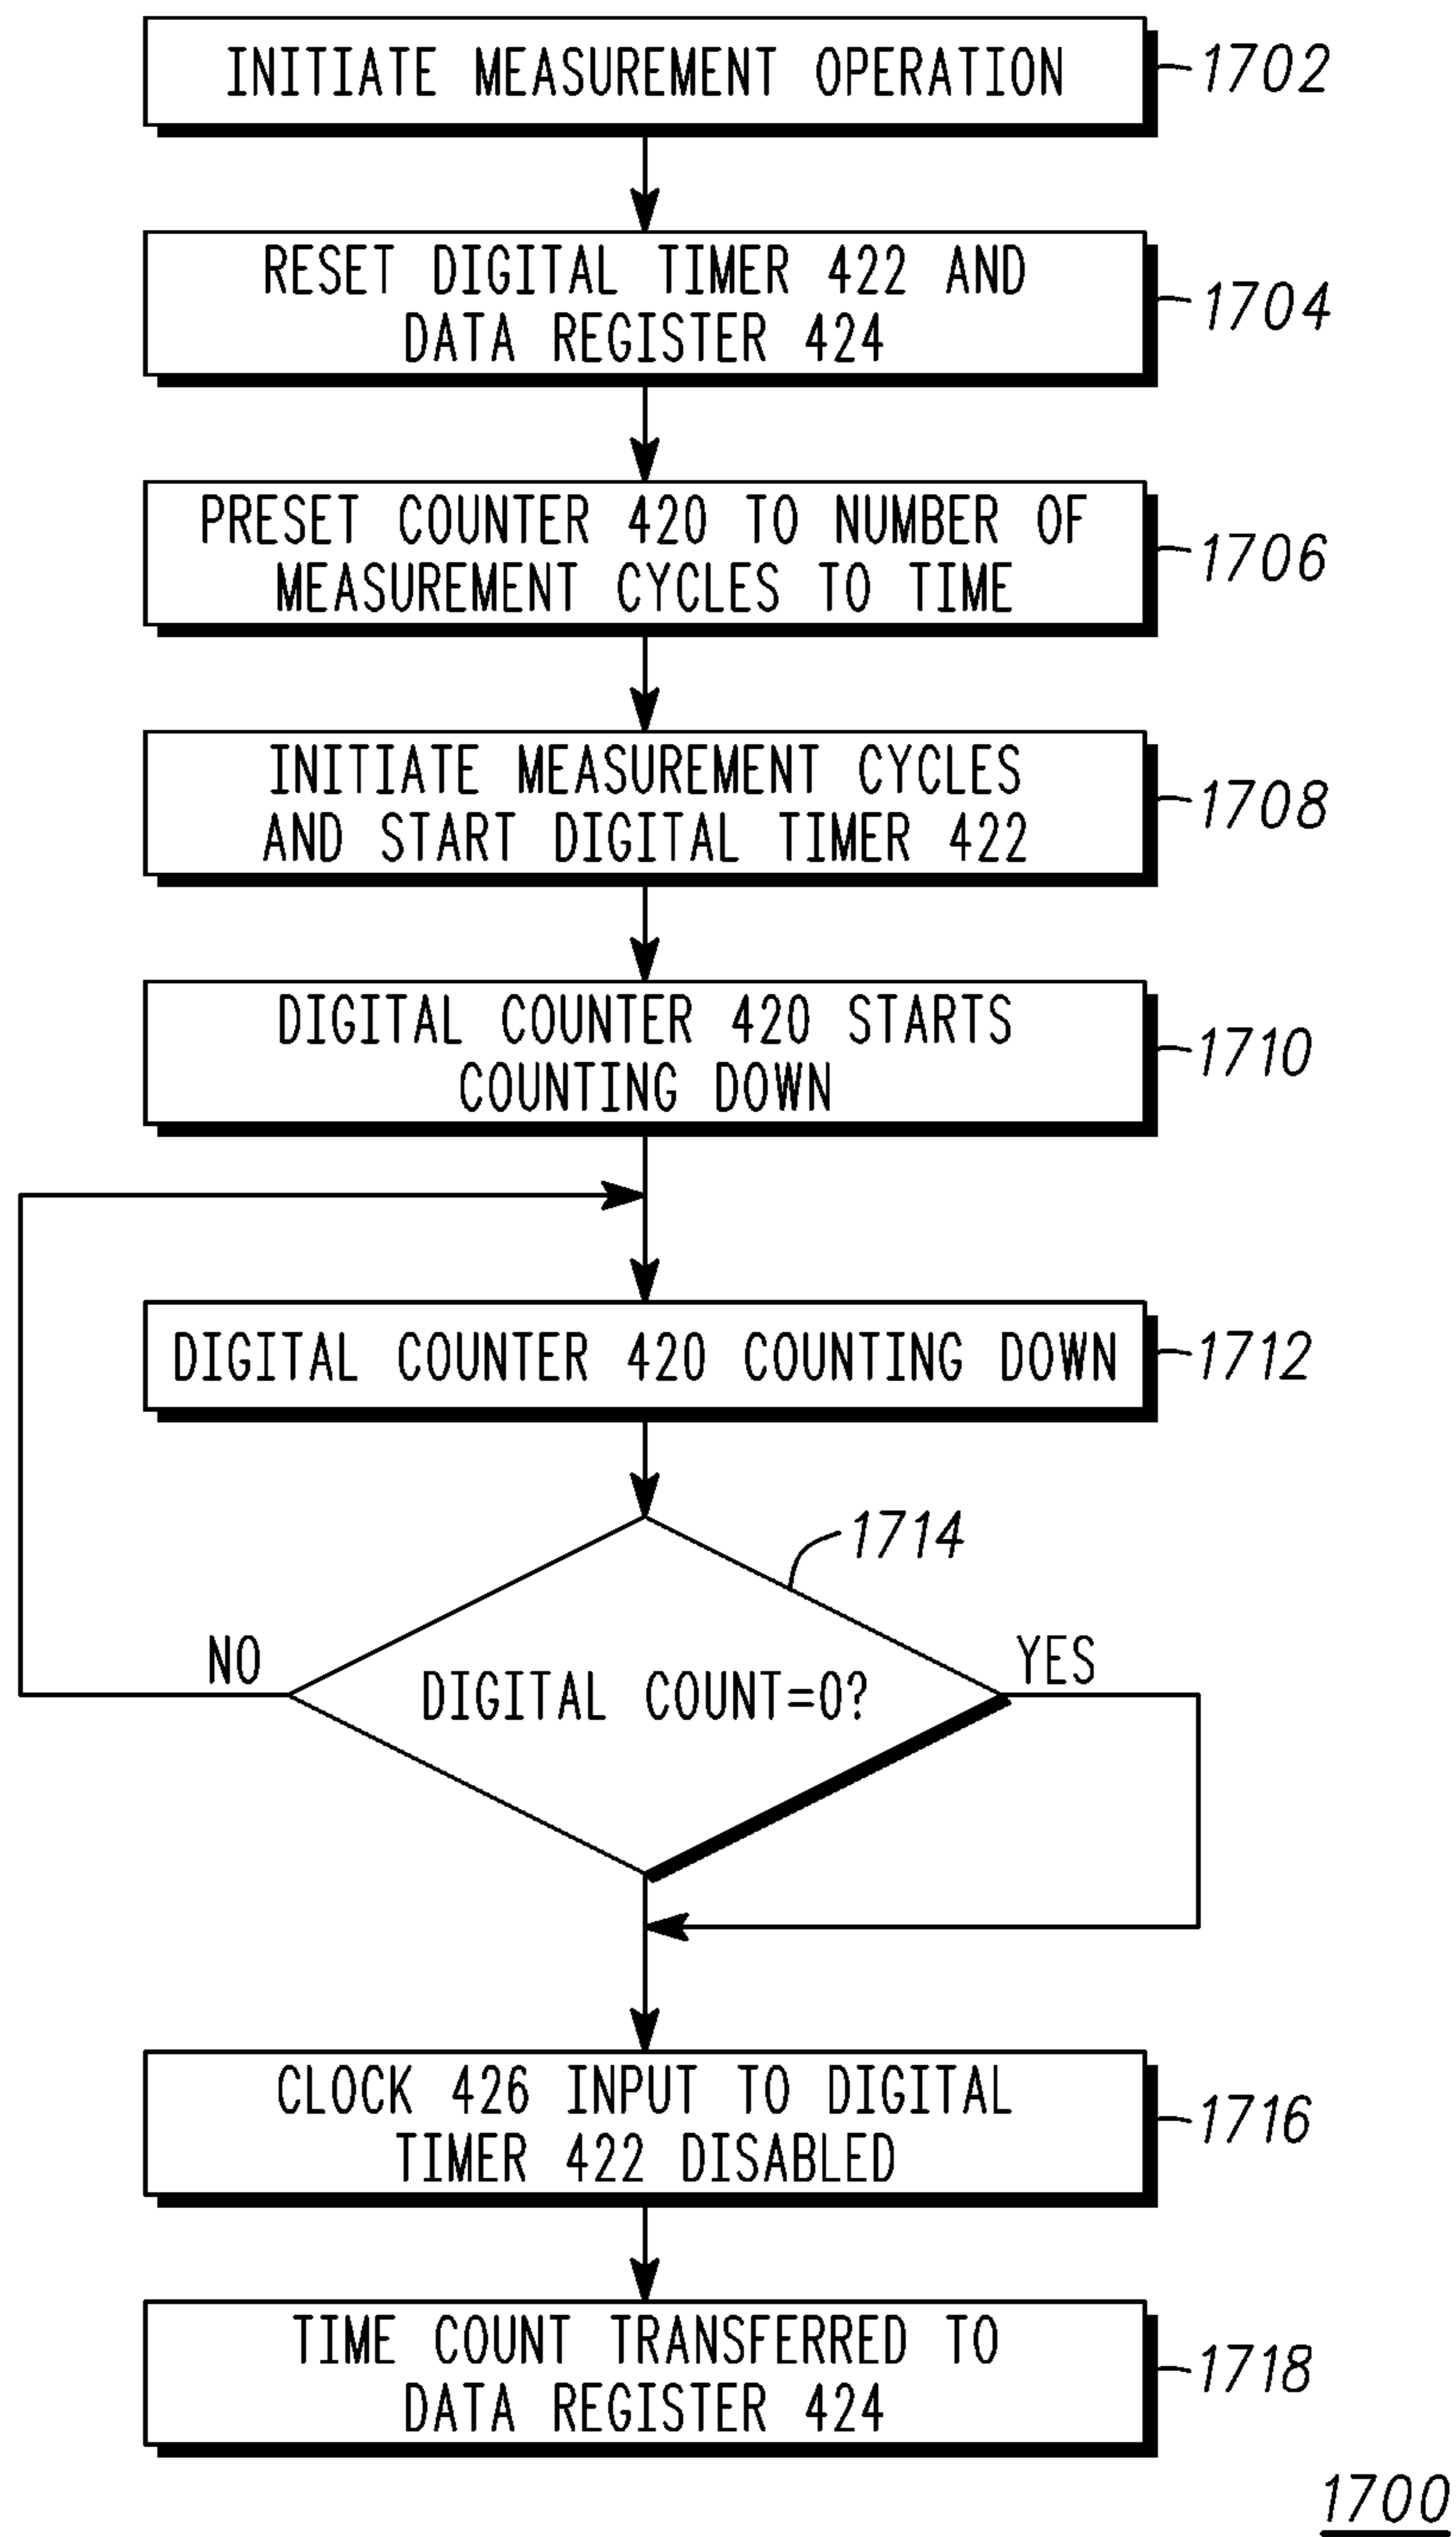 INITIATE MEASUREMENT OPERATION
1702
RESET DIGITAL TIMER 422 AND
DATA REGISTER 424
1704
PRESET COUNTER 420 TO NUMBER OF
MEASUREMENT CYCLES TO TIME
1706
INITIATE MEASUREMENT CYCLES
AND START DIGITAL TIMER 422
1708
DIGITAL COUNTER 420 STARTS
COUNTING DOWN
1710
DIGITAL COUNTER 420 COUNTING DOWN
1712
1714
NO
YES
DIGITAL COUNT=0?
CLOCK 426 INPUT TO DIGITAL
TIMER 422 DISABLED
1716
TIME COUNT TRANSFERRED TO
DATA REGISTER 424
1718
1700